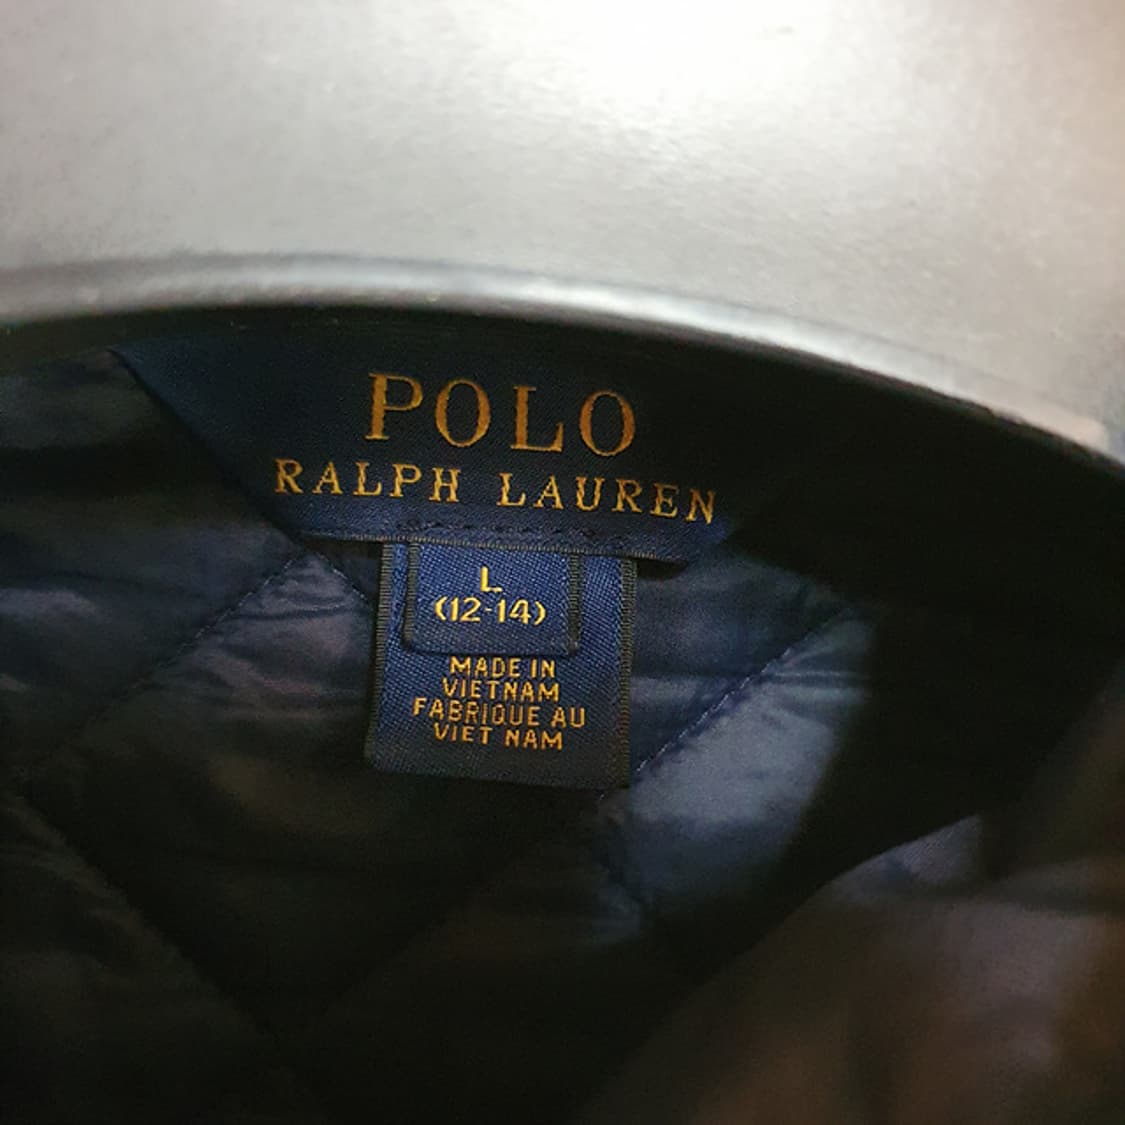 POLO
RALPH LAUREN
L
(12-14)
MADE IN
VIETNAM
FABRIQUE AU
VIET NAM